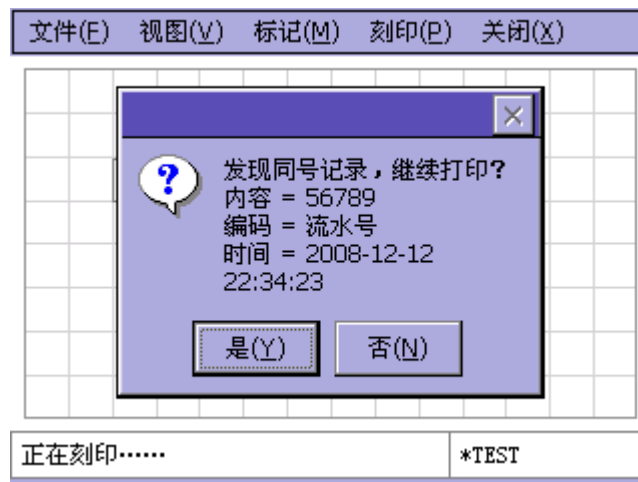 文件(F) 视图(V) 标记(M) 刻印(P) 关闭(X)
发现同号记录，继续打印?
内容 = 56789
编码 = 流水号
时间 = 2008-12-12
22:34:23
是(Y) 否(N)
正在刻印…… *TEST